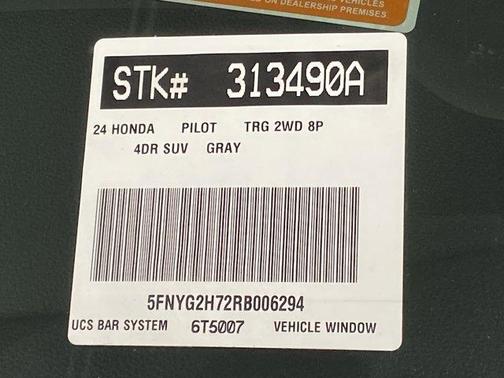 VEHICLES
ON DEALERSHIP PREMISES
STK# 313490A
24 HONDA PILOT TRG 2WD 8P
4DR SUV GRAY
5FNYG2H72RB006294
UCS BAR SYSTEM 6T5007 VEHICLE WINDOW